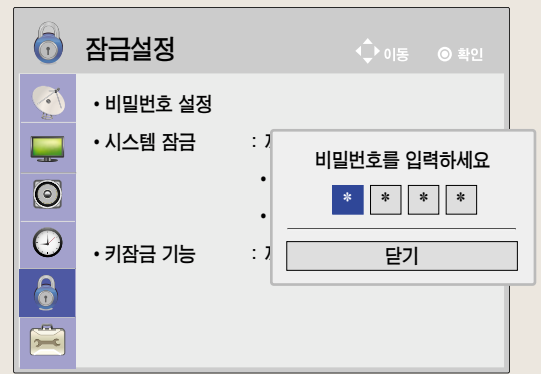 잠금설정
이동 확인
• 비밀번호 설정
• 시스템 잠금 :
•
•
• 키잠금 기능 :
비밀번호를 입력하세요
* * * *
닫기